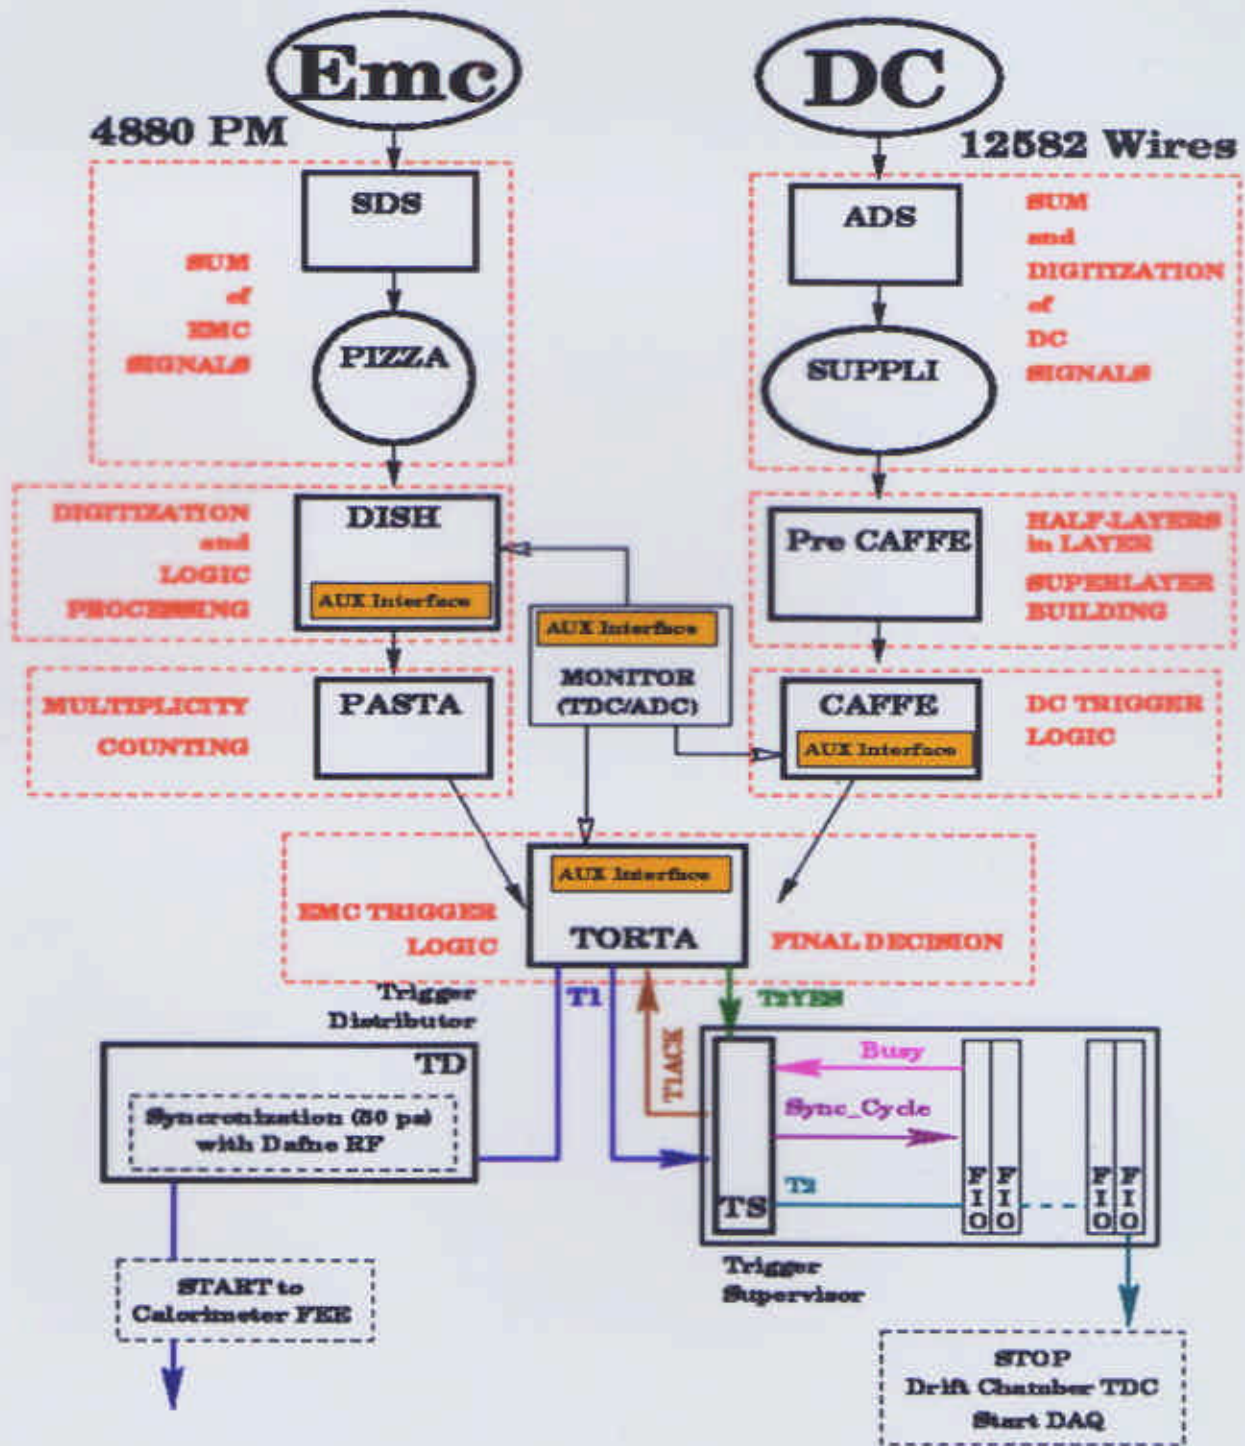 Emc
DC
4880 PM
12582 Wires
SDS
ADS
SUM
of
EMC
SIGNALS
SUM
and
DIGITIZATION
of
DC
SIGNALS
PIZZA
SUPPLI
DIGITIZATION
and
LOGIC
PROCESSING
DISH
AUX Interface
Pre CAFFE
HALF-LAYERS
in LAYER
SUPERLAYER
BUILDING
AUX Interface
MONITOR
(TDC/ADC)
MULTIPLICITY
COUNTING
PASTA
CAFFE
AUX Interface
DC TRIGGER
LOGIC
AUX Interface
TORTA
EMC TRIGGER
LOGIC
FINAL DECISION
Trigger
Distributor
T1
T1ACK
T2YES
TD
Syncronization (50 ps)
with Dafne RF
Busy
Sync_Cycle
T2
TS
FIO
FIO
FIO
FIO
Trigger
Supervisor
START to
Calorimeter FEE
STOP
Drift Chamber TDC
Start DAQ